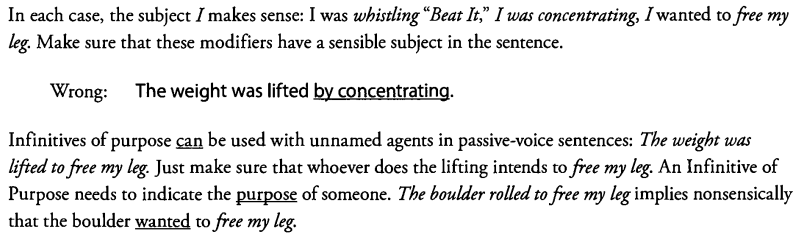 In each case, the subject I makes sense: I was whistling “Beat It,” I was concentrating, I wanted to free my
leg. Make sure that these modifiers have a sensible subject in the sentence.
Wrong: The weight was lifted by concentrating.
Infinitives of purpose can be used with unnamed agents in passive-voice sentences: The weight was
lifted to free my leg. Just make sure that whoever does the lifting intends to free my leg. An Infinitive of
Purpose needs to indicate the purpose of someone. The boulder rolled to free my leg implies nonsensically
that the boulder wanted to free my leg.